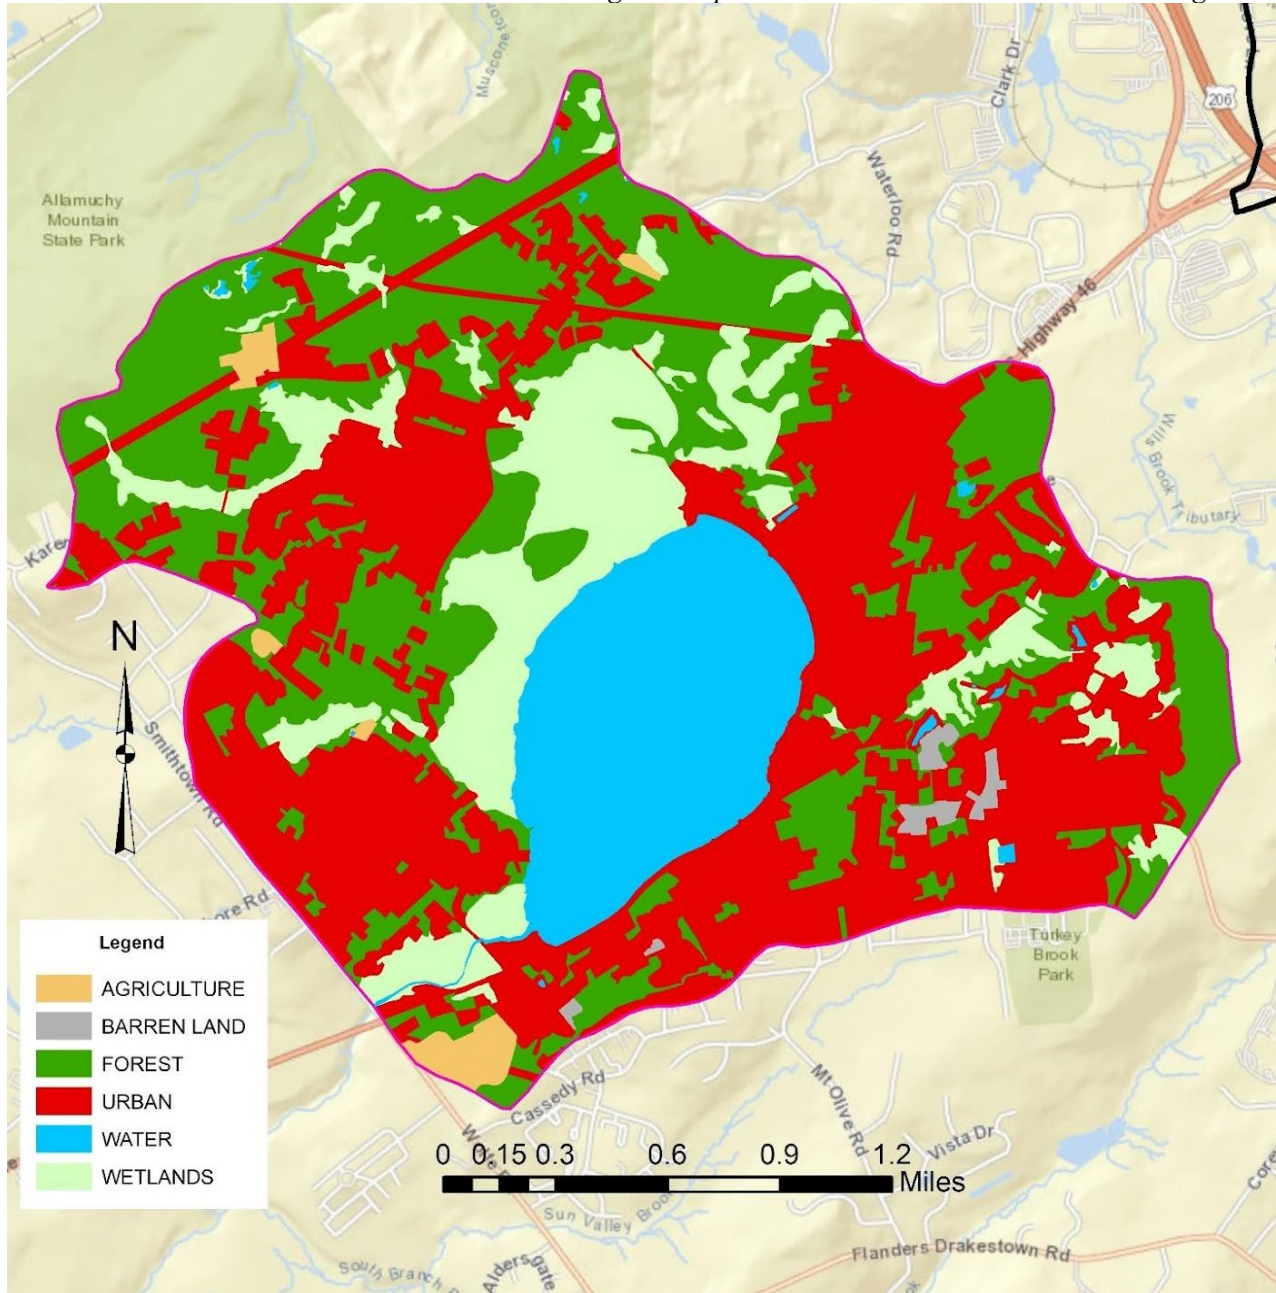 Clark Dr
206
Waterloo Rd
Allamuchy
Mountain
State Park
Highway 46
Wills Brook Tributary
N
Smithtown Rd
ore Rd
Turkey
Brook
Park
Legend
AGRICULTURE
BARREN LAND
FOREST
URBAN
WATER
WETLANDS
Cassedy Rd
Mt Olive Rd
Vista Dr
0 0.15 0.3 0.6 0.9 1.2
Miles
Sun Valley Brook
Flanders Drakestown Rd
South Branch
Aldersgate